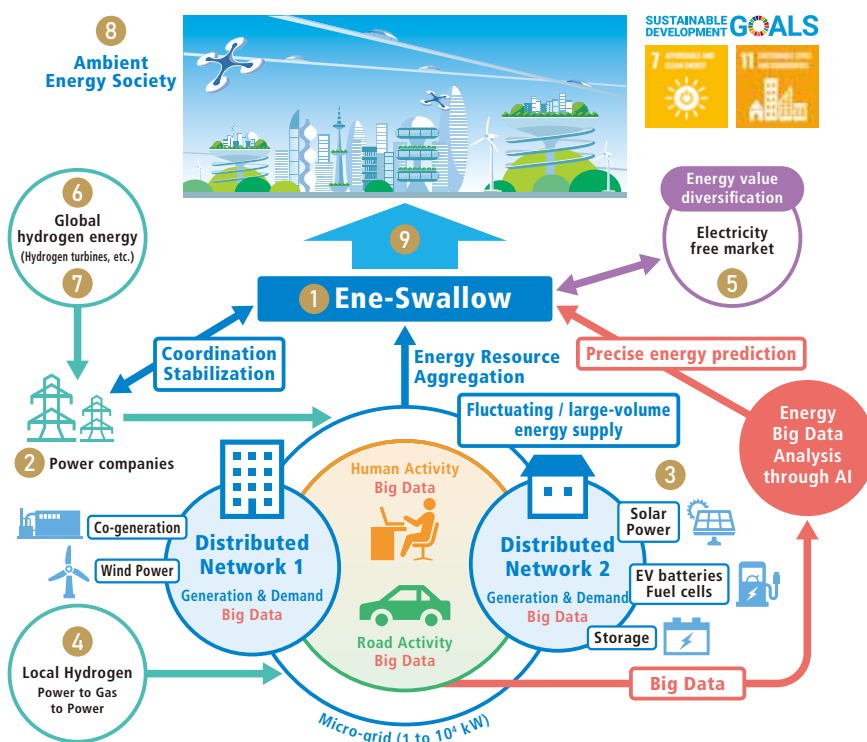 8
Ambient
Energy Society
SUSTAINABLE
DEVELOPMENT
GOALS
7 AFFORDABLE AND
CLEAN ENERGY
11 SUSTAINABLE CITIES
AND COMMUNITIES
6
Global
hydrogen energy
(Hydrogen turbines, etc.)
7
9
Energy value
diversification
Electricity
free market
5
1 Ene-Swallow
Coordination
Stabilization
Energy Resource
Aggregation
Precise energy prediction
Fluctuating / large-volume
energy supply
Energy
Big Data
Analysis
through AI
2 Power companies
Human Activity
Big Data
3
Co-generation
Wind Power
Distributed
Network 1
Generation & Demand
Big Data
Distributed
Network 2
Generation & Demand
Big Data
Solar
Power
EV batteries
Fuel cells
Storage
Road Activity
Big Data
4
Local Hydrogen
Power to Gas
to Power
Big Data
Micro-grid (1 to 10⁴ kW)